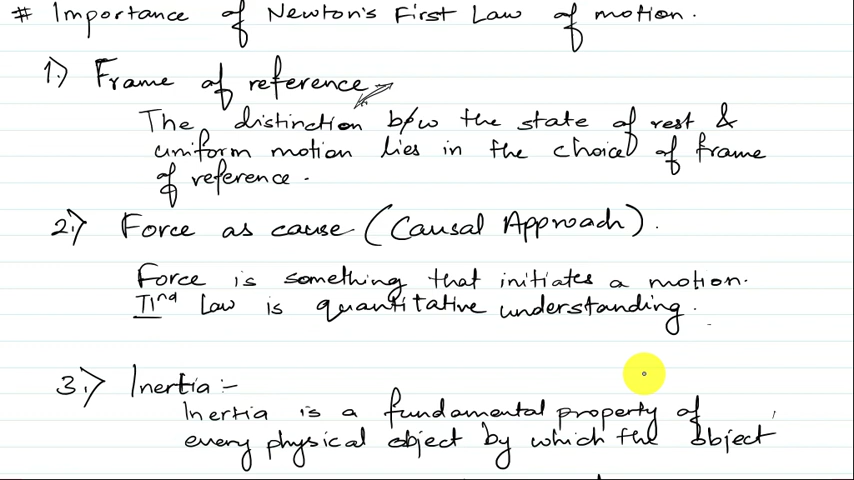 # Importance of Newton's First Law of motion.
1.) Frame of reference
The distinction b/w the state of rest &
uniform motion lies in the choice of frame
of reference.
2.) Force as cause (Causal Approach).
Force is something that initiates a motion.
IInd Law is quantitative understanding.
3.) Inertia :-
Inertia is a fundamental property of
every physical object by which the object